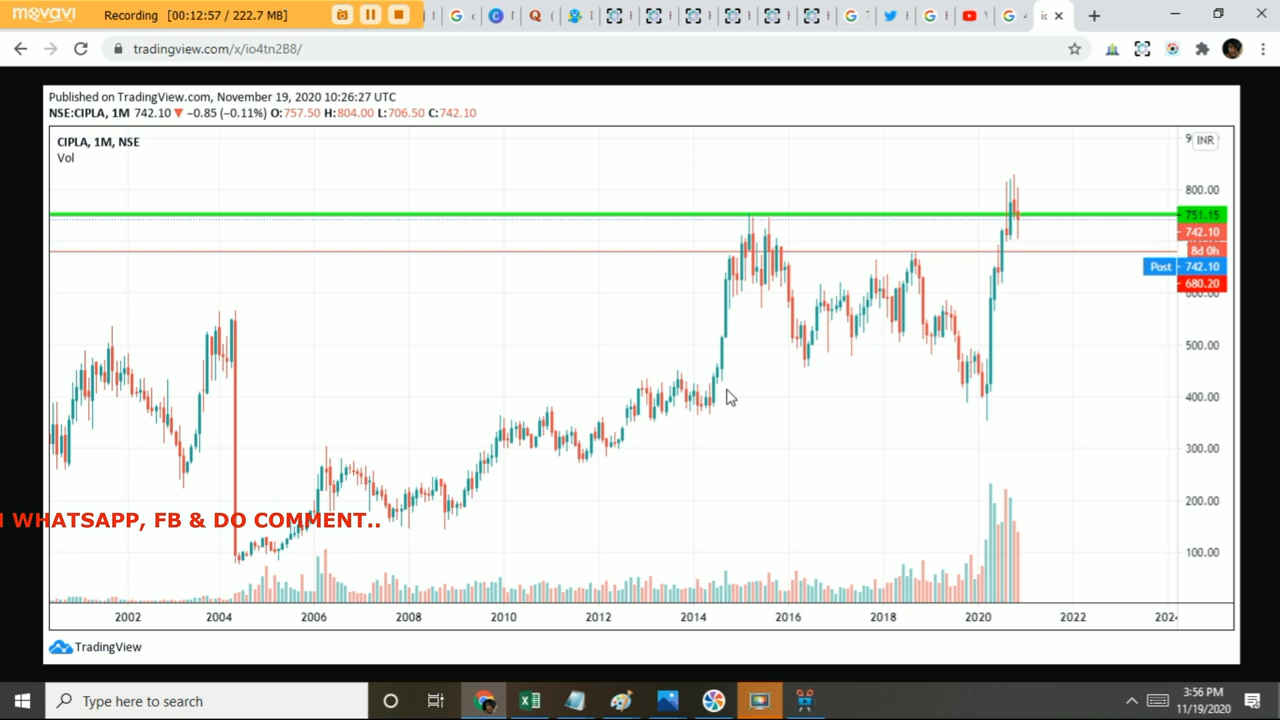 movavi
Recording [00:12:57 / 222.7 MB]
tradingview.com/x/io4tn2B8/
Published on TradingView.com, November 19, 2020 10:26:27 UTC
NSE:CIPLA, 1M 742.10 ▼ −0.85 (−0.11%) O:757.50 H:804.00 L:706.50 C:742.10
CIPLA, 1M, NSE
Vol
INR
800.00
751.15
742.10
8d 0h
Post 742.10
680.20
600.00
500.00
400.00
300.00
200.00
100.00
WHATSAPP, FB & DO COMMENT..
2002 2004 2006 2008 2010 2012 2014 2016 2018 2020 2022
TradingView
Type here to search
3:56 PM
11/19/2020